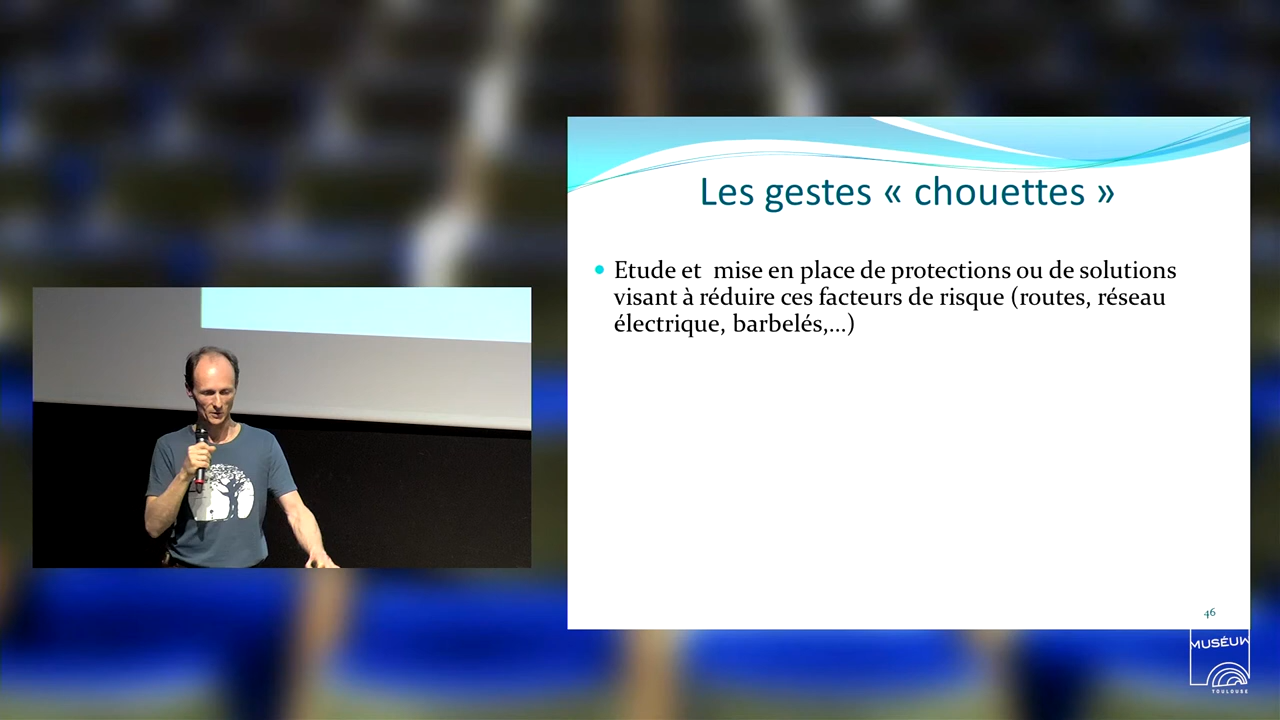 Les gestes « chouettes »
• Etude et  mise en place de protections ou de solutions
visant à réduire ces facteurs de risque (routes, réseau
électrique, barbelés,...)
46
MUSÉUM
TOULOUSE